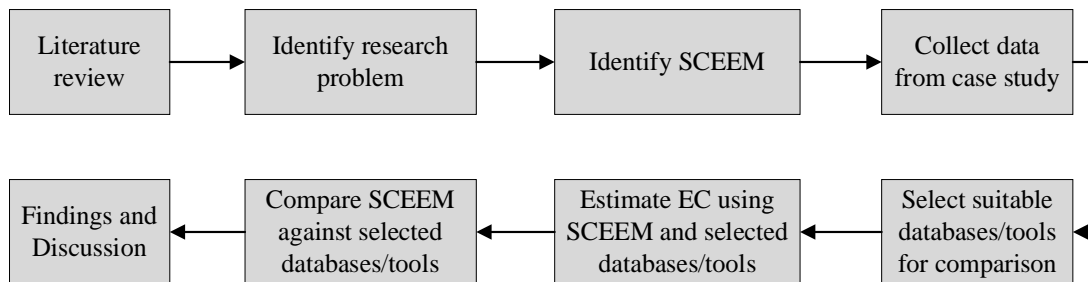 Literature
review
Identify research
problem
Identify SCEEM
Collect data
from case study
Select suitable
databases/tools
for comparison
Estimate EC using
SCEEM and selected
databases/tools
Compare SCEEM
against selected
databases/tools
Findings and
Discussion